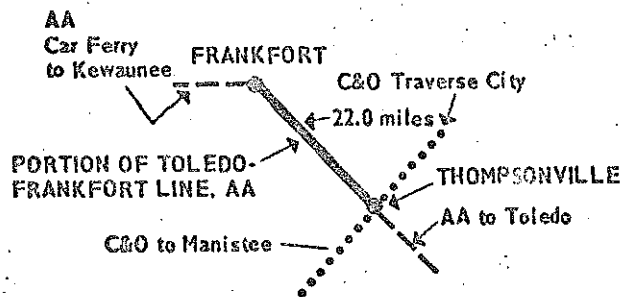 AA
Car Ferry
to Kewaunee
FRANKFORT
C&O Traverse City
22.0 miles
PORTION OF TOLEDO-
FRANKFORT LINE, AA
THOMPSONVILLE
AA to Toledo
C&O to Manistee